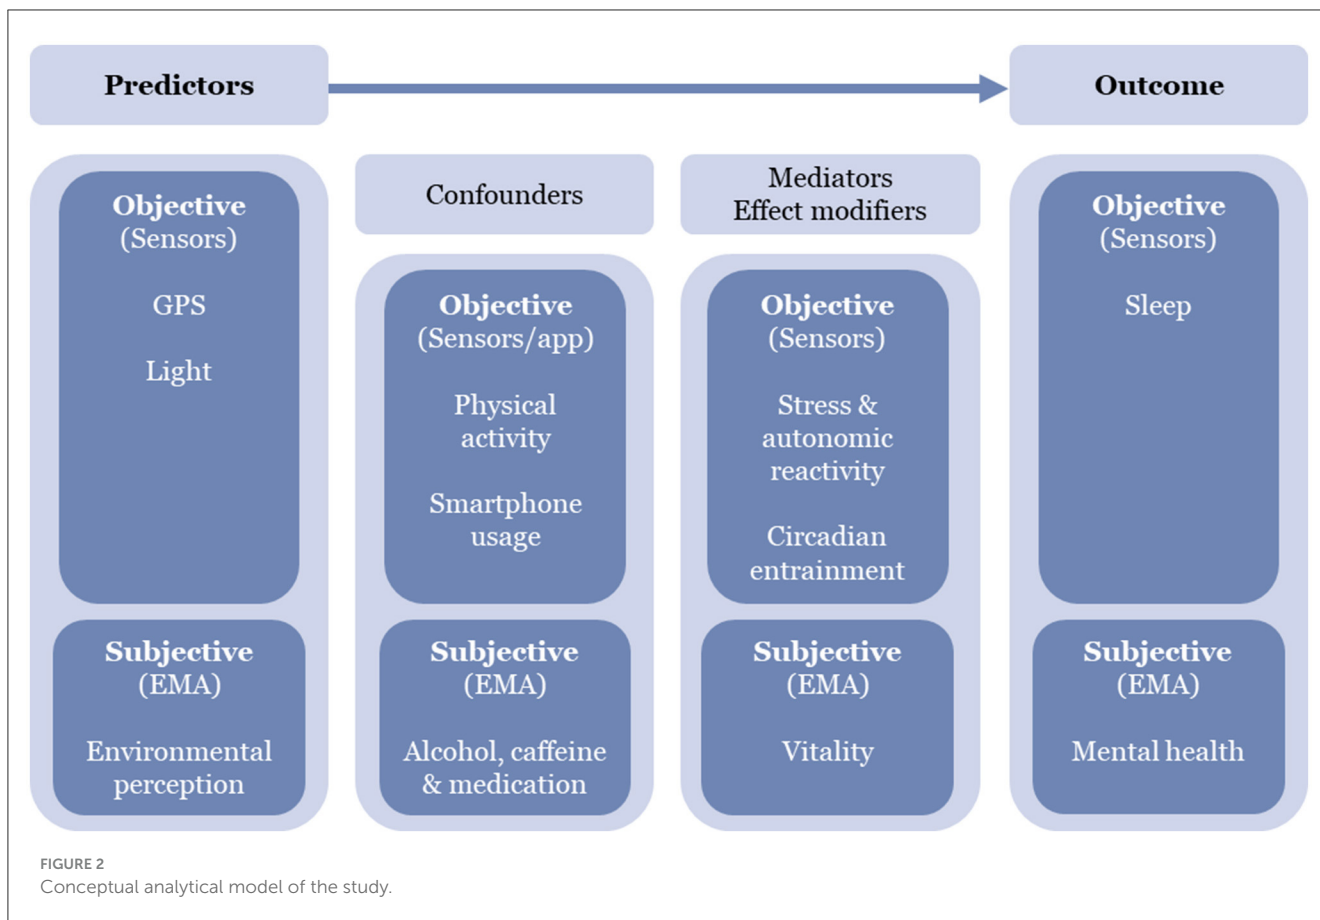 Predictors
Outcome
Objective
(Sensors)
GPS
Light
Subjective
(EMA)
Environmental
perception
Confounders
Objective
(Sensors/app)
Physical
activity
Smartphone
usage
Subjective
(EMA)
Alcohol, caffeine
& medication
Mediators
Effect modifiers
Objective
(Sensors)
Stress &
autonomic
reactivity
Circadian
entrainment
Subjective
(EMA)
Vitality
Objective
(Sensors)
Sleep
Subjective
(EMA)
Mental health
FIGURE 2
Conceptual analytical model of the study.